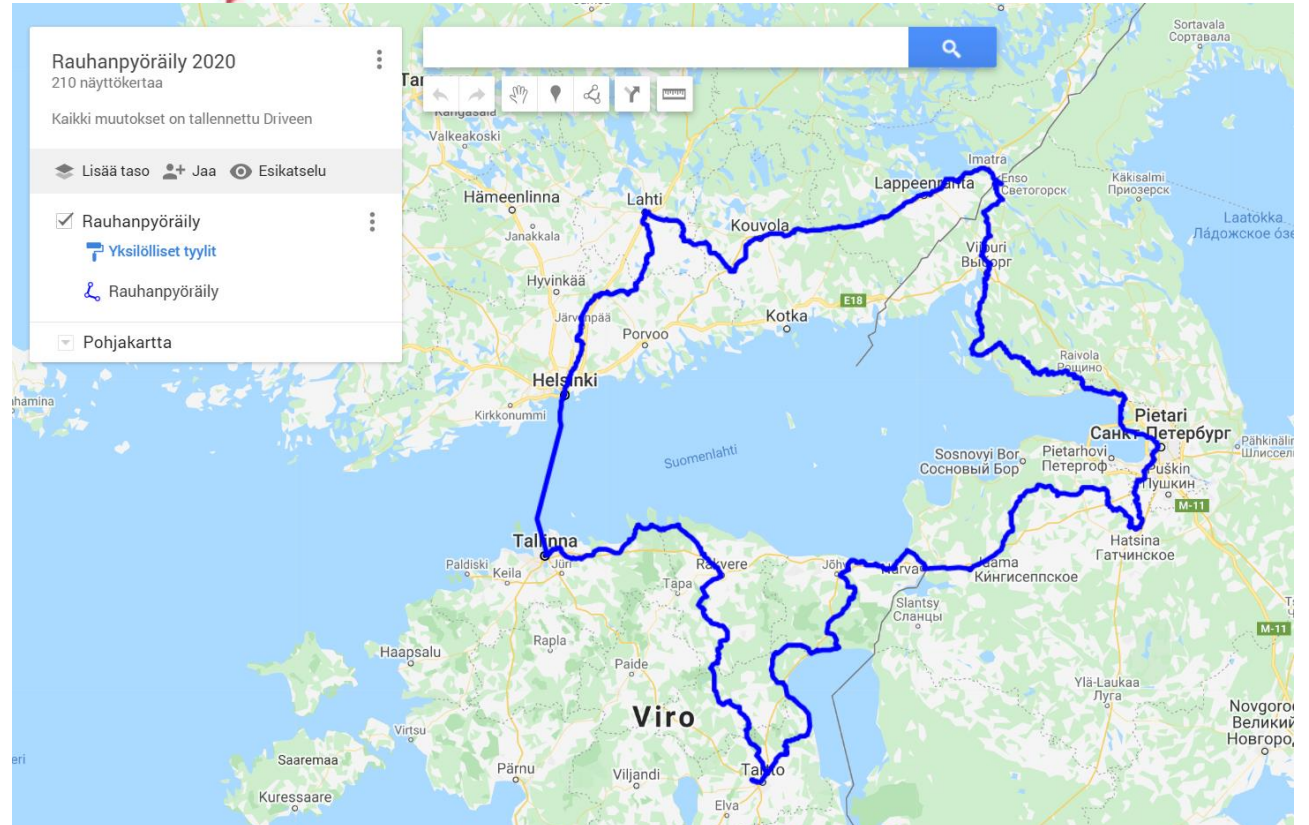 Rauhanpyöräily 2020
210 näyttökertaa
Kaikki muutokset on tallennettu Driveen
Lisää taso Jaa Esikatselu
Rauhanpyöräily
Yksilölliset tyylit
Rauhanpyöräily
Pohjakartta
Sortavala
Сортавала
Kangasala
Valkeakoski
Imatra
Enso
Светогорск
Käkisalmi
Приозерск
Lappeenranta
Hämeenlinna
Lahti
Kouvola
Laatokka
Janakkala
Viipuri
Выборг
Hyvinkää
E18
Kotka
Järvenpää
Porvoo
Raivola
Рощино
Helsinki
Kirkkonummi
Pietari
Санкт-Петербург
Suomenlahti
Sosnovyi Bor
Сосновый Бор
Pietarhovi
Петергоф
Puškin
Пушкин
M-11
Tallinna
Hatsina
Гатчинское
Paldiski
Keila
Jüri
Rakvere
Jõhvi
Narva
Jaama
Кингисеппское
Tapa
Slantsy
Сланцы
M-11
Rapla
Haapsalu
Paide
Ylä-Laukaa
Луга
Viro
Virtsu
Novgorod
Великий
Новгород
Saaremaa
Pärnu
Viljandi
Tartto
Kuressaare
Elva